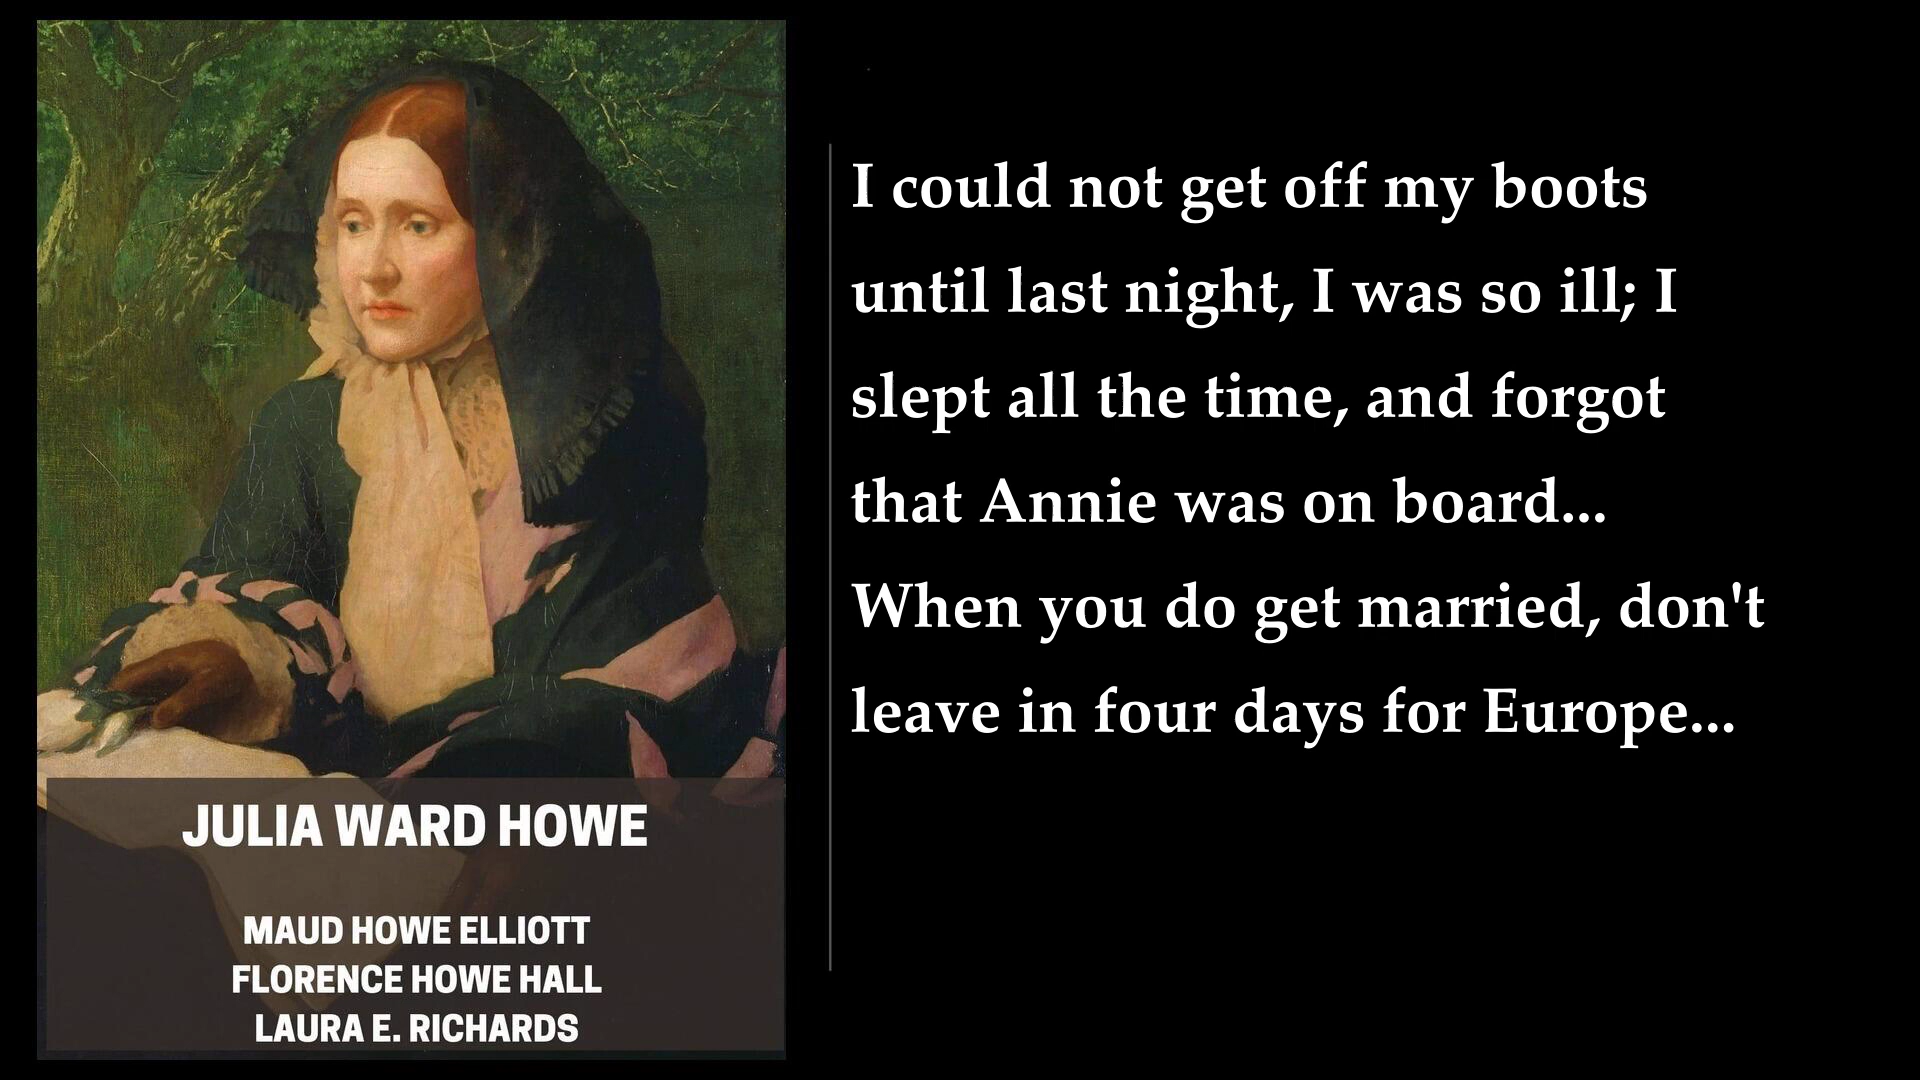 JULIA WARD HOWE
MAUD HOWE ELLIOTT
FLORENCE HOWE HALL
LAURA E. RICHARDS
I could not get off my boots
until last night, I was so ill; I
slept all the time, and forgot
that Annie was on board...
When you do get married, don't
leave in four days for Europe...